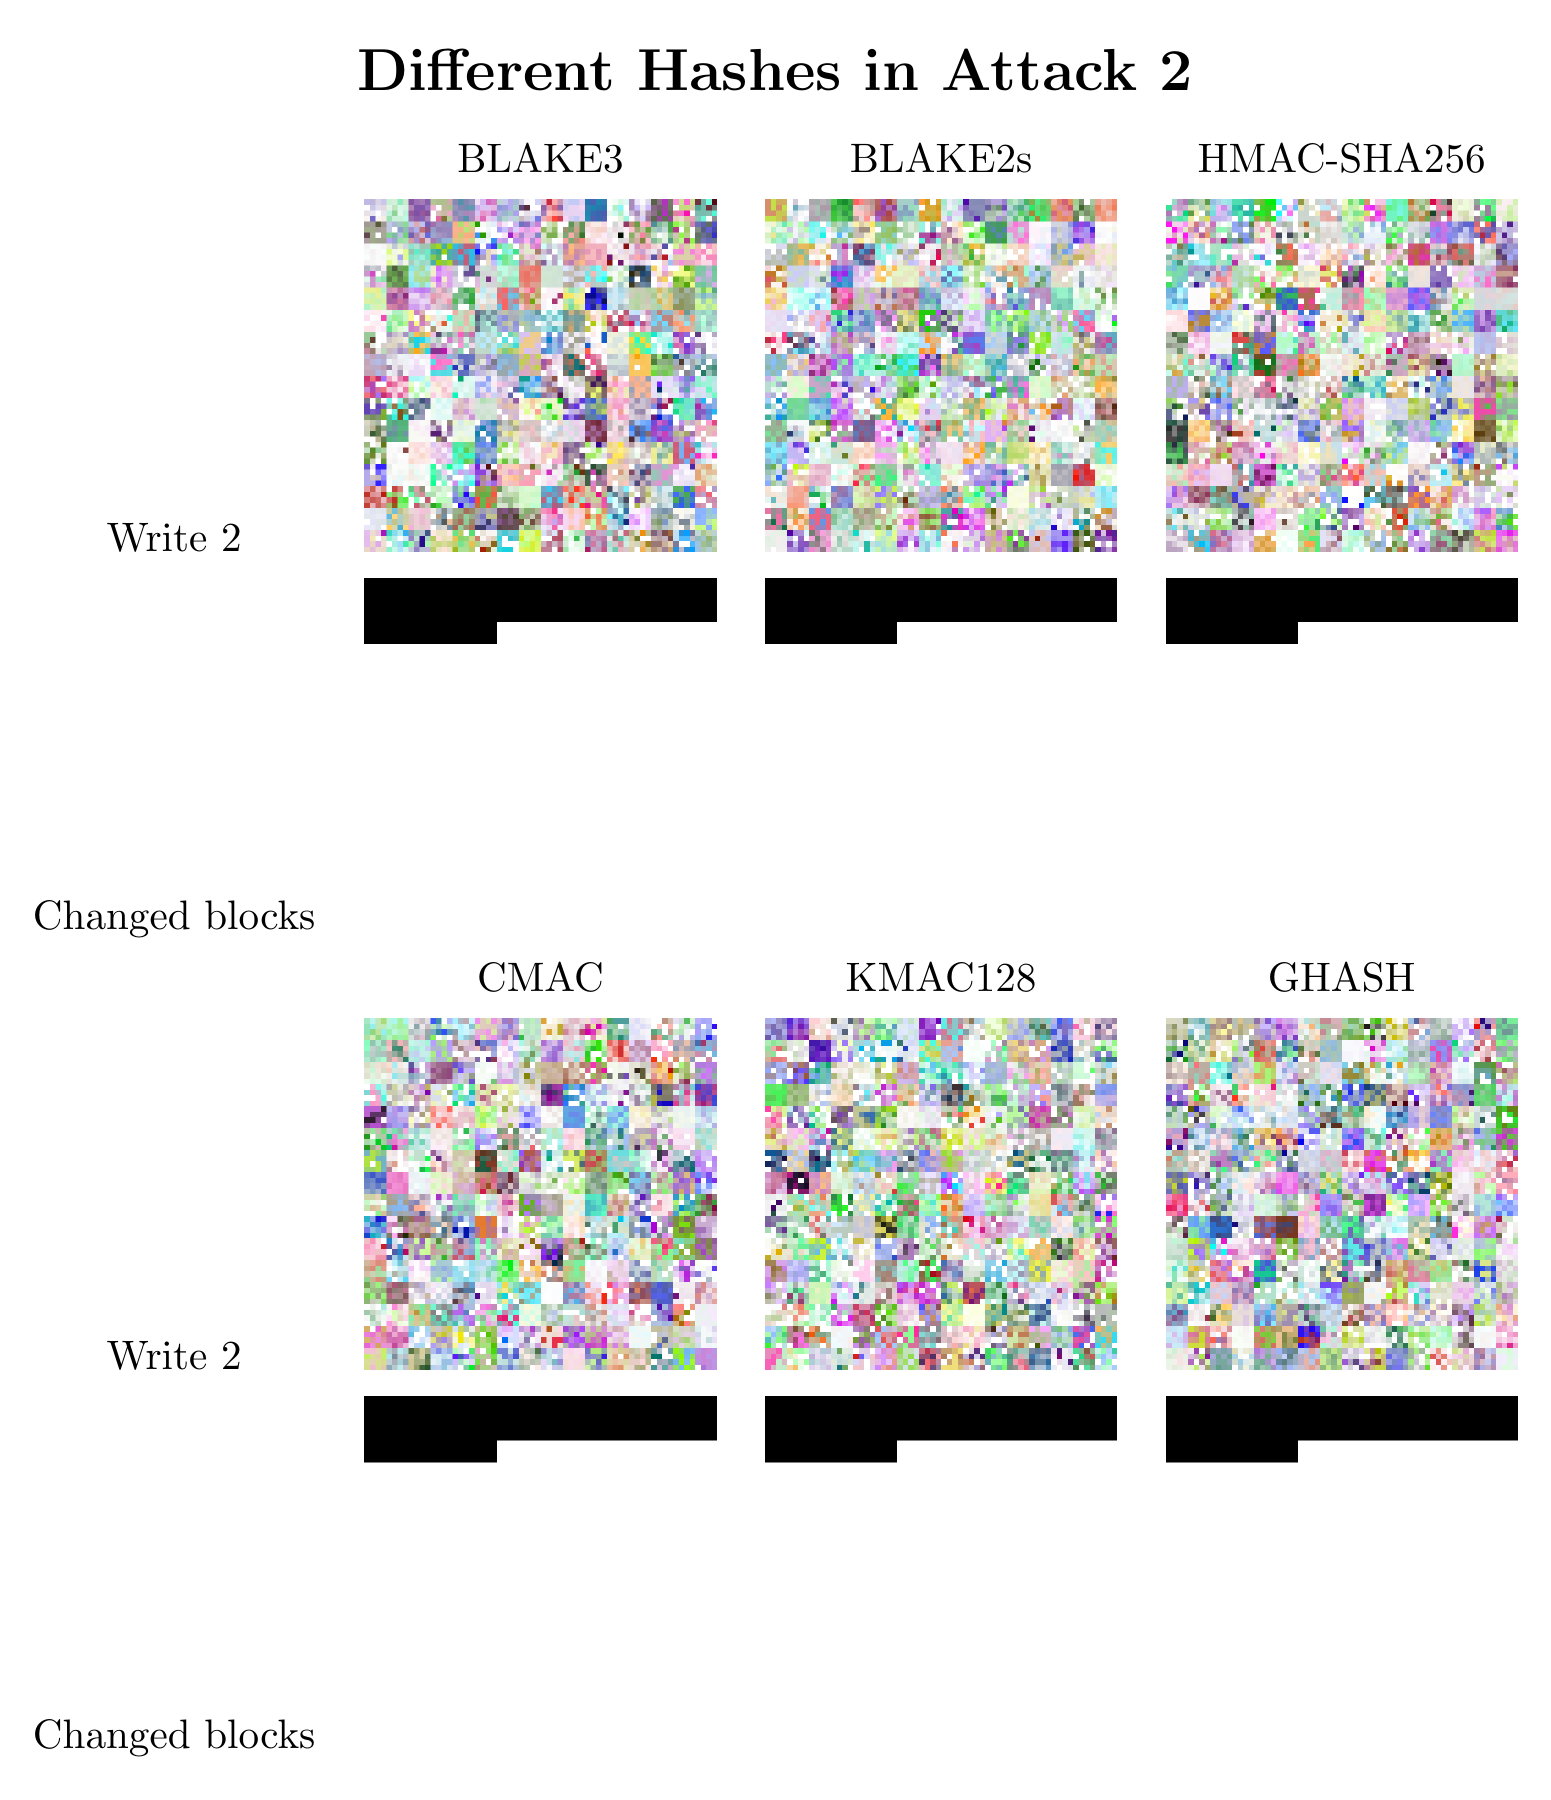 Different Hashes in Attack 2
BLAKE3 BLAKE2s HMAC-SHA256
Write 2
Changed blocks
CMAC KMAC128 GHASH
Write 2
Changed blocks